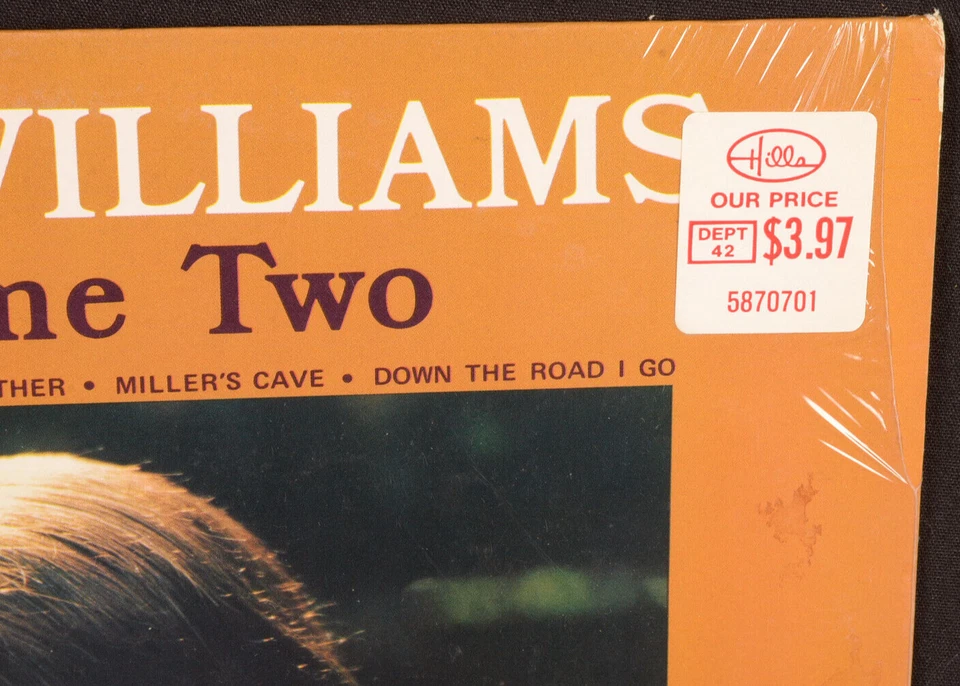 WILLIAMS
me Two
THER • MILLER'S CAVE • DOWN THE ROAD I GO
Hills
OUR PRICE
DEPT 42 $3.97
5870701